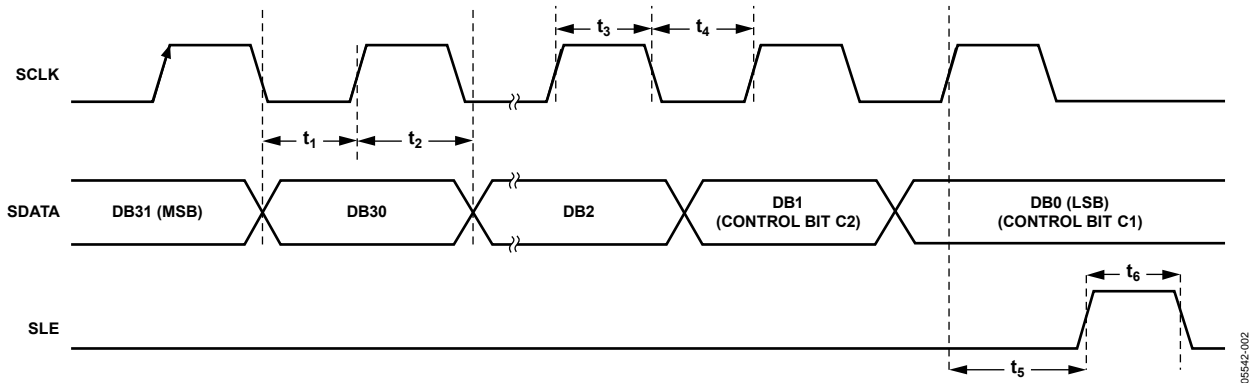 t3
t4
SCLK
t1
t2
SDATA
DB31 (MSB)
DB30
DB2
DB1
(CONTROL BIT C2)
DB0 (LSB)
(CONTROL BIT C1)
t6
SLE
t5
05542-002